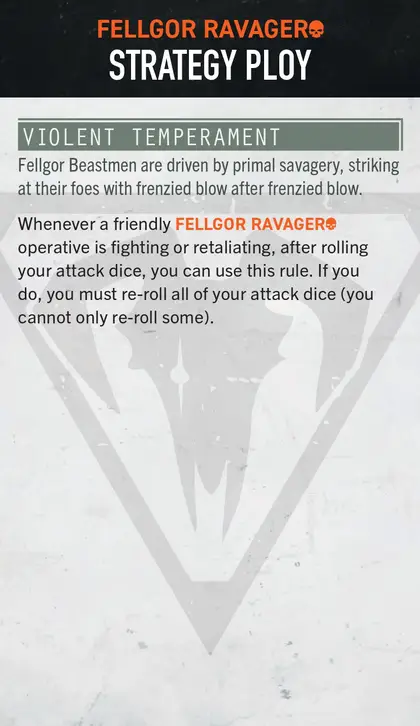 FELLGOR RAVAGER
STRATEGY PLOY
VIOLENT TEMPERAMENT
Fellgor Beastmen are driven by primal savagery, striking
at their foes with frenzied blow after frenzied blow.
Whenever a friendly FELLGOR RAVAGER
operative is fighting or retaliating, after rolling
your attack dice, you can use this rule. If you
do, you must re-roll all of your attack dice (you
cannot only re-roll some).